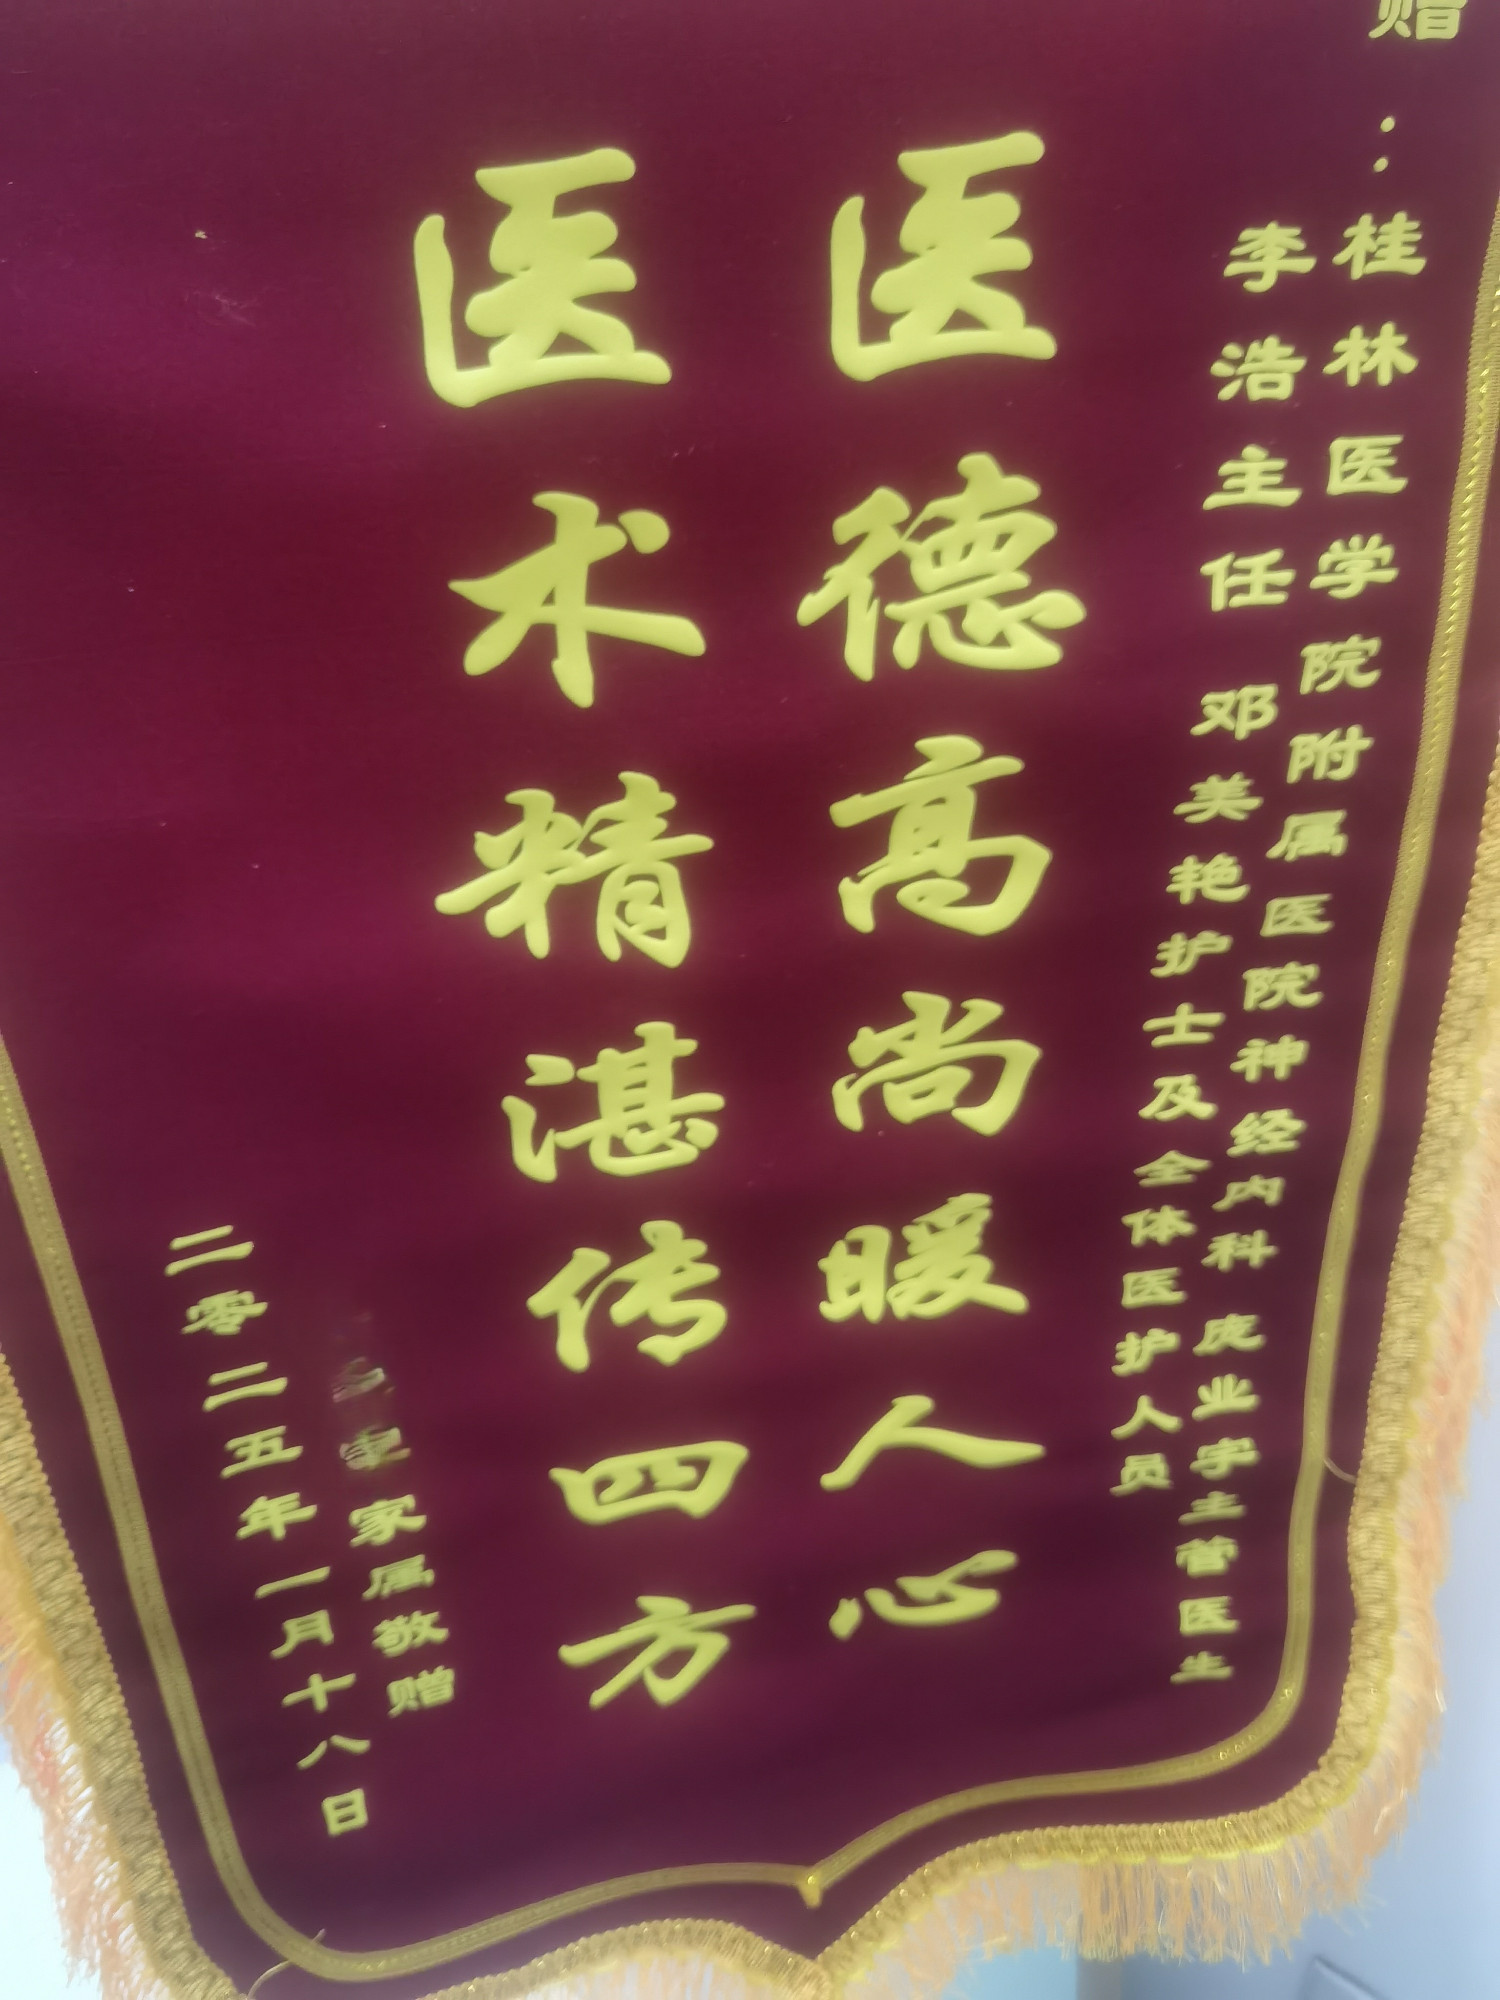 赠：桂林医学院附属医院神经内科 庞业宇主管医生
李浩主任 邓美艳护士及全体医护人员
医德高尚暖人心
医术精湛传四方
家属敬赠
二零二五年一月十八日